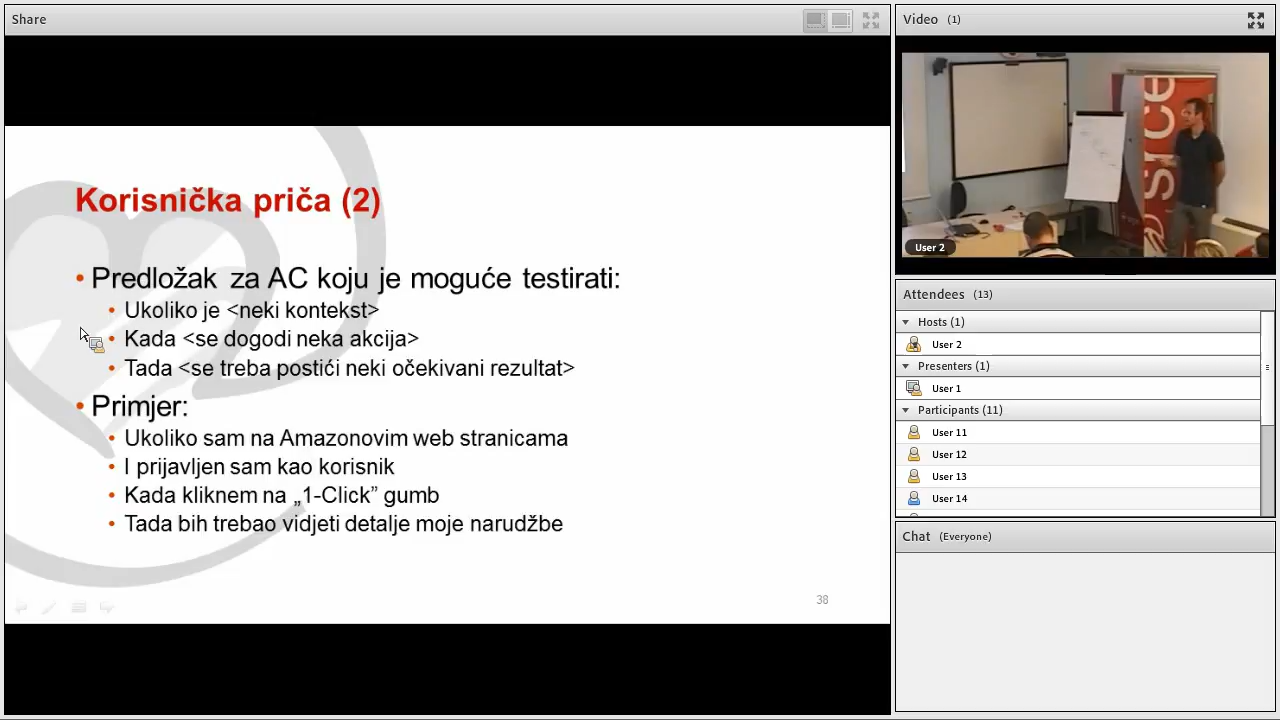 Share
Korisnička priča (2)
• Predložak za AC koju je moguće testirati:
• Ukoliko je <neki kontekst>
• Kada <se dogodi neka akcija>
• Tada <se treba postići neki očekivani rezultat>
• Primjer:
• Ukoliko sam na Amazonovim web stranicama
• I prijavljen sam kao korisnik
• Kada kliknem na „1-Click” gumb
• Tada bih trebao vidjeti detalje moje narudžbe
38
Video (1)
srce
User 2
Attendees (13)
Hosts (1)
User 2
Presenters (1)
User 1
Participants (11)
User 11
User 12
User 13
User 14
Chat (Everyone)